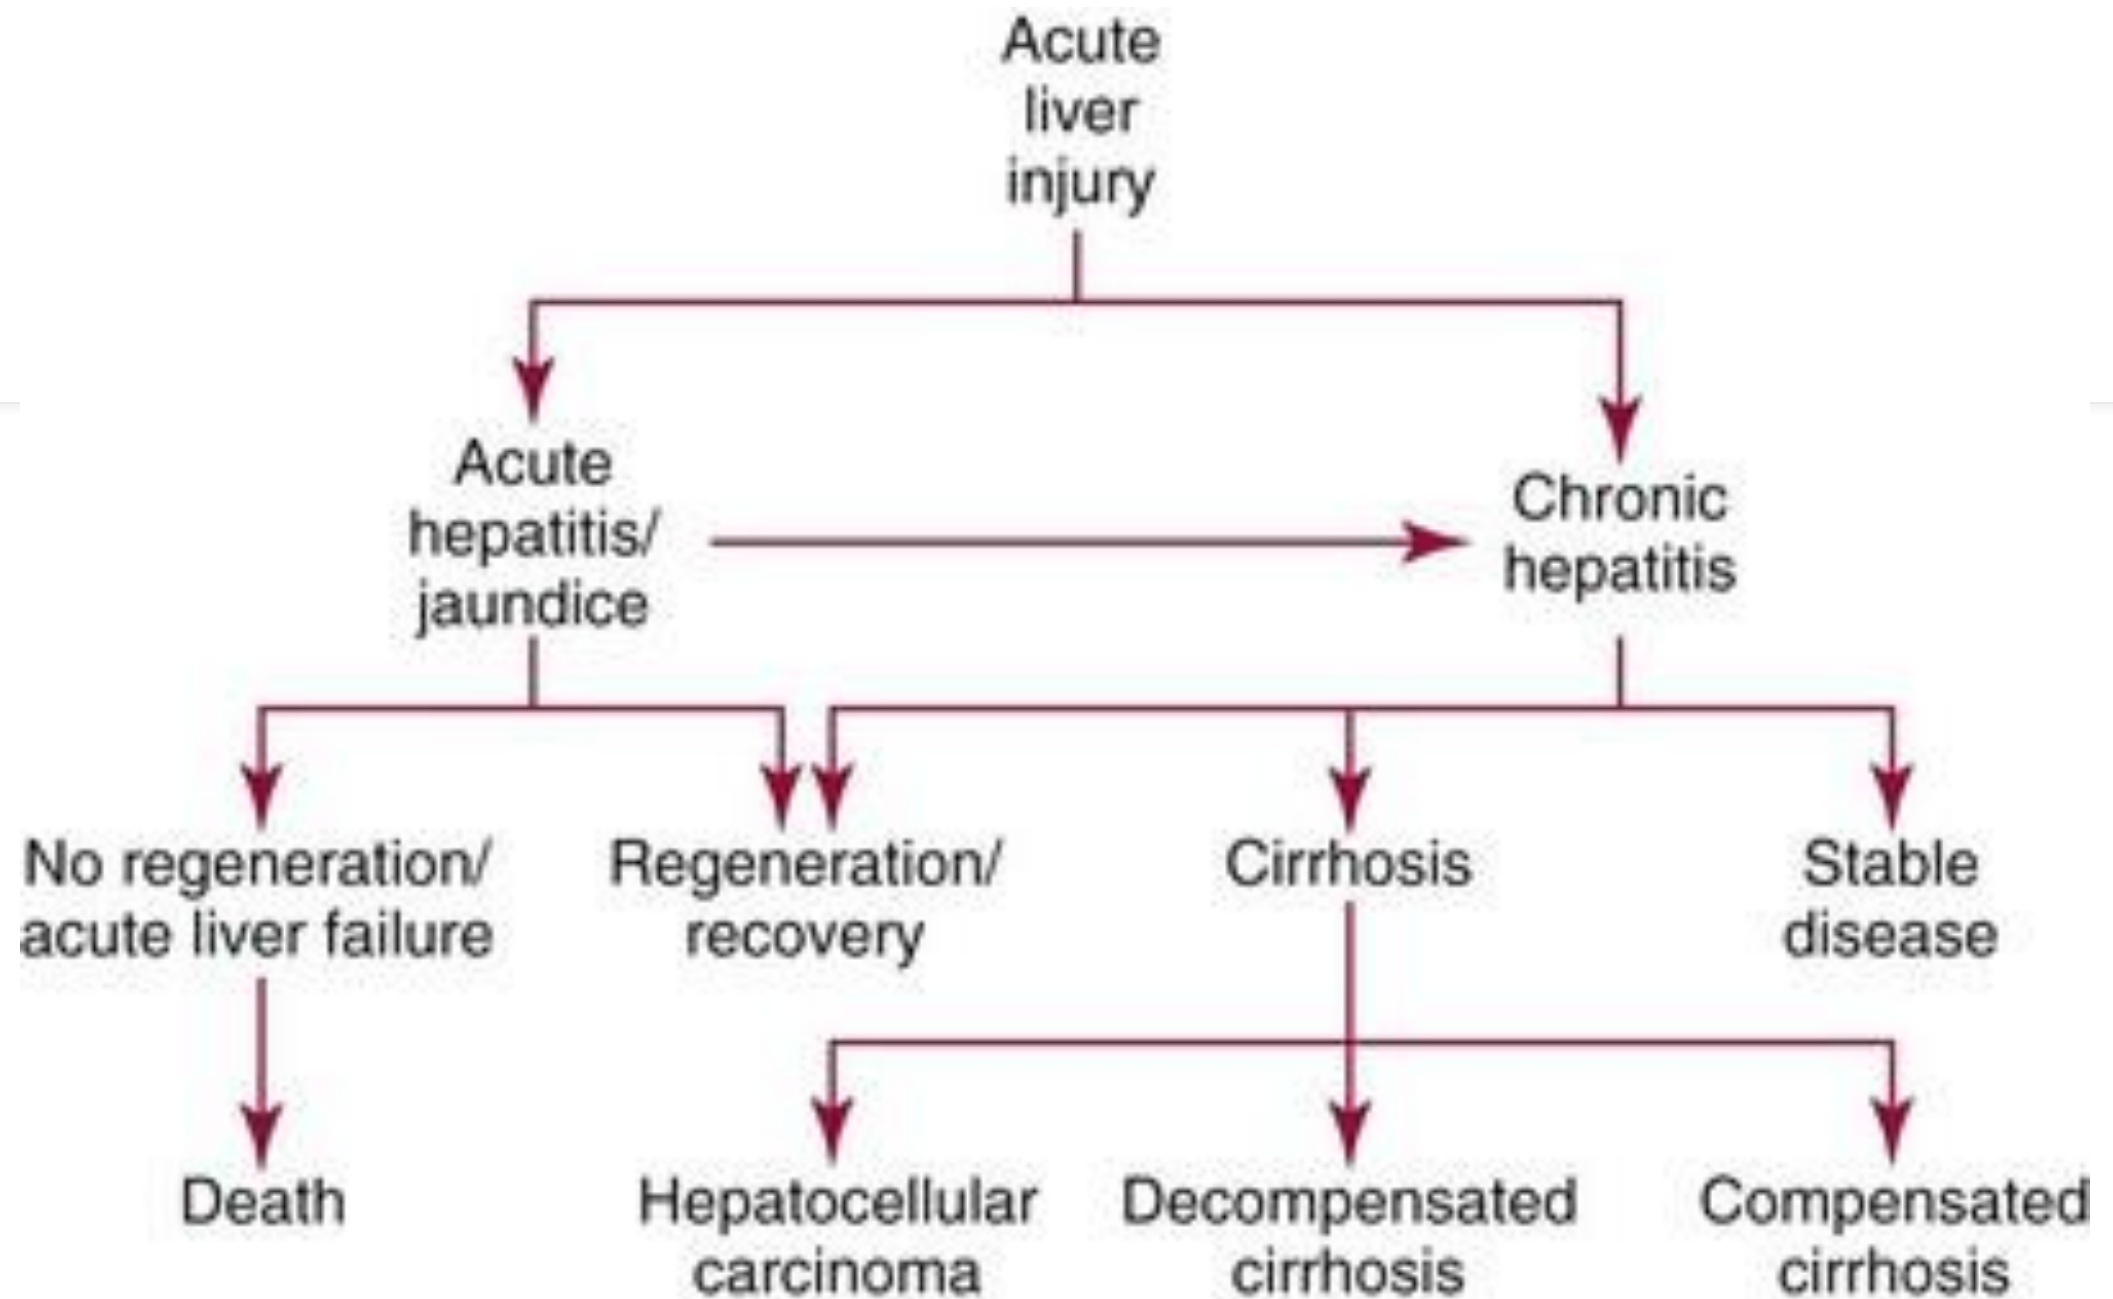 Acute
liver
injury
Acute
hepatitis/
jaundice
Chronic
hepatitis
No regeneration/
acute liver failure
Regeneration/
recovery
Cirrhosis
Stable
disease
Death
Hepatocellular
carcinoma
Decompensated
cirrhosis
Compensated
cirrhosis